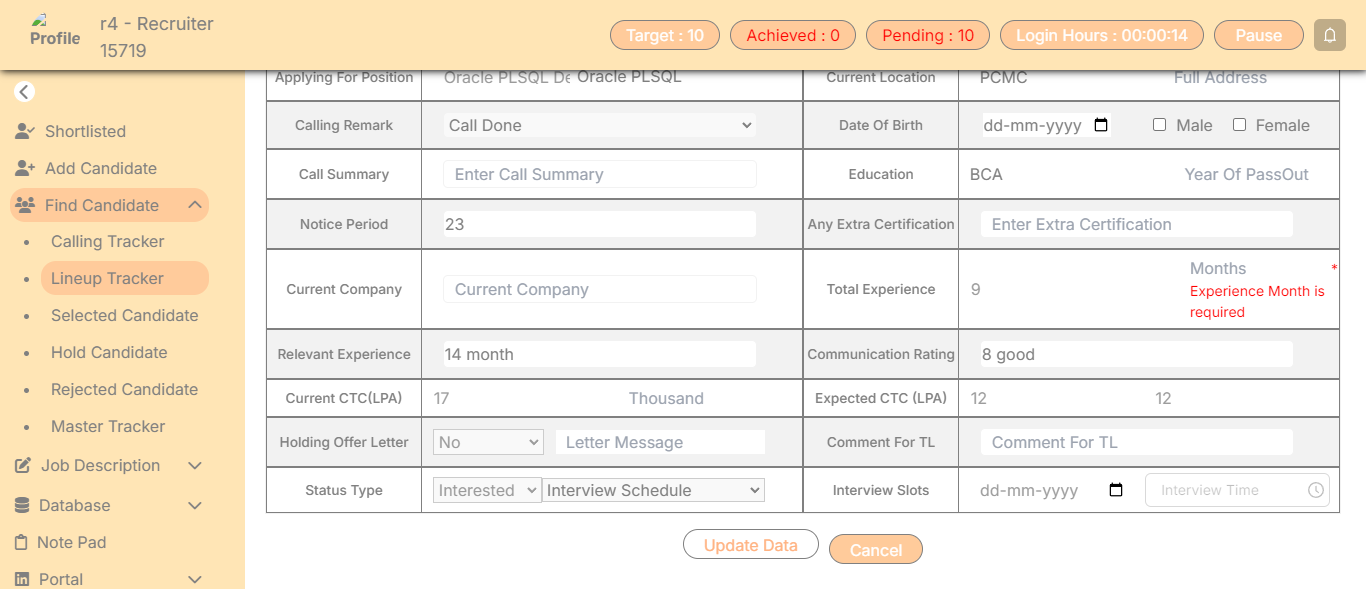 Profile
r4 - Recruiter
15719
Target : 10
Achieved : 0
Pending : 10
Login Hours : 00:00:14
Pause
Shortlisted
Add Candidate
Find Candidate
Calling Tracker
Lineup Tracker
Selected Candidate
Hold Candidate
Rejected Candidate
Master Tracker
Job Description
Database
Note Pad
Portal
Applying For Position
Oracle PLSQL De
Oracle PLSQL
Current Location
PCMC
Full Address
Calling Remark
Call Done
Date Of Birth
dd-mm-yyyy
Male
Female
Call Summary
Enter Call Summary
Education
BCA
Year Of PassOut
Notice Period
23
Any Extra Certification
Enter Extra Certification
Current Company
Current Company
Total Experience
9
Months
*
Experience Month is
required
Relevant Experience
14 month
Communication Rating
8 good
Current CTC(LPA)
17
Thousand
Expected CTC (LPA)
12
12
Holding Offer Letter
No
Letter Message
Comment For TL
Comment For TL
Status Type
Interested
Interview Schedule
Interview Slots
dd-mm-yyyy
Interview Time
Update Data
Cancel